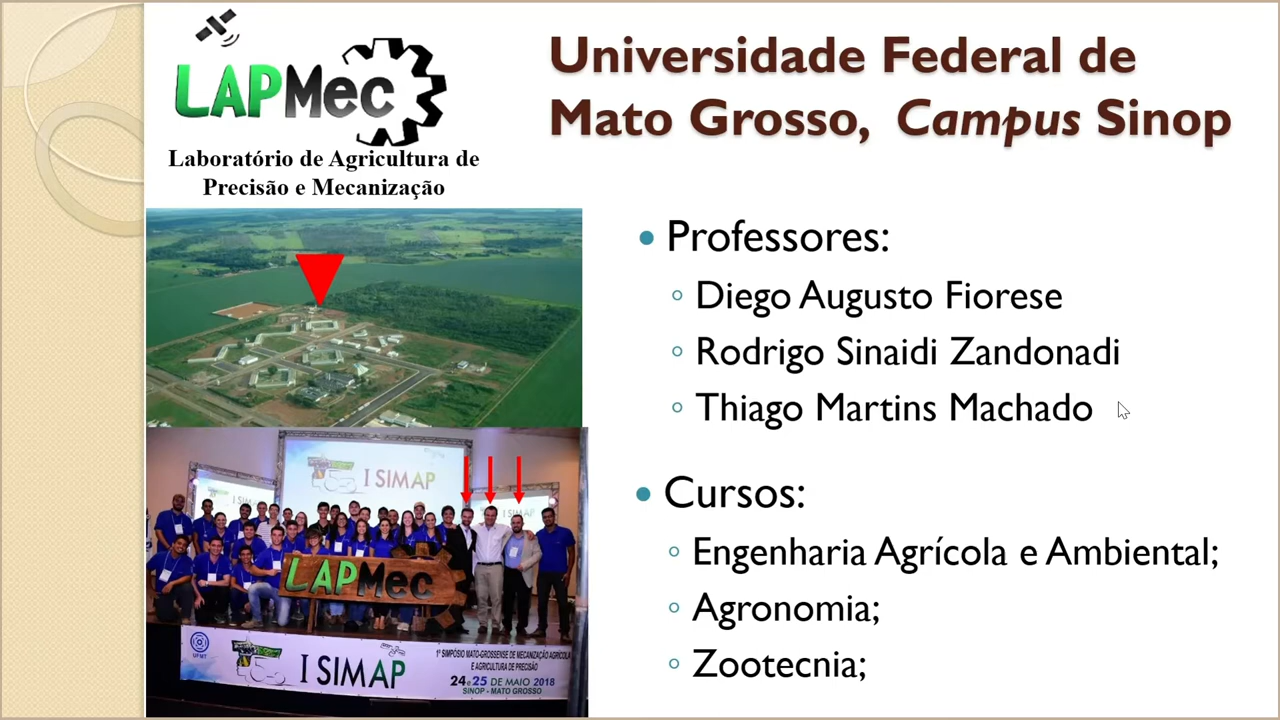 LAPMec
Laboratório de Agricultura de
Precisão e Mecanização
Universidade Federal de
Mato Grosso, Campus Sinop
Professores:
Diego Augusto Fiorese
Rodrigo Sinaidi Zandonadi
Thiago Martins Machado
Cursos:
Engenharia Agrícola e Ambiental;
Agronomia;
Zootecnia;
I SIMAP
I SIMAP
LAPMec
UFMT
I SIMAP
1º SIMPÓSIO MATO-GROSSENSE DE MECANIZAÇÃO AGRÍCOLA
E AGRICULTURA DE PRECISÃO
24 e 25 DE MAIO 2018
SINOP - MATO GROSSO